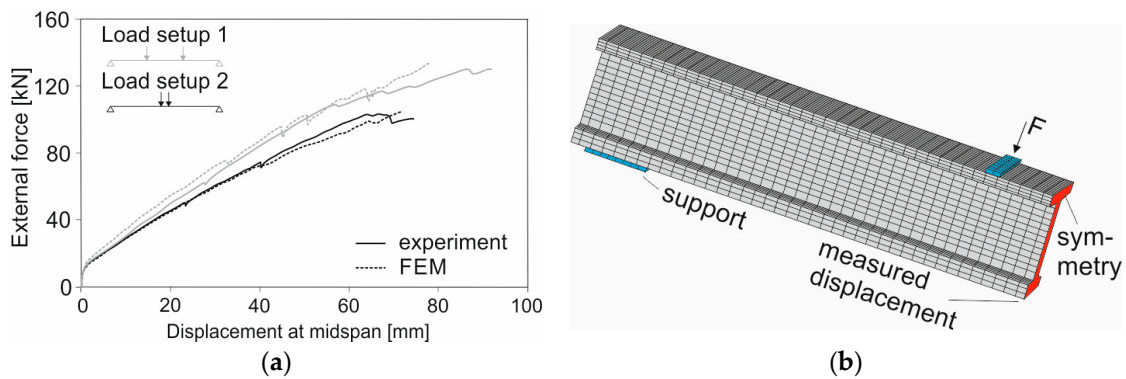 (a)
External force [kN]
160
120
80
40
0
Load setup 1
Load setup 2
experiment
FEM
0 20 40 60 80 100
Displacement at midspan [mm]
(b)
F
support
measured
displacement
sym-
metry